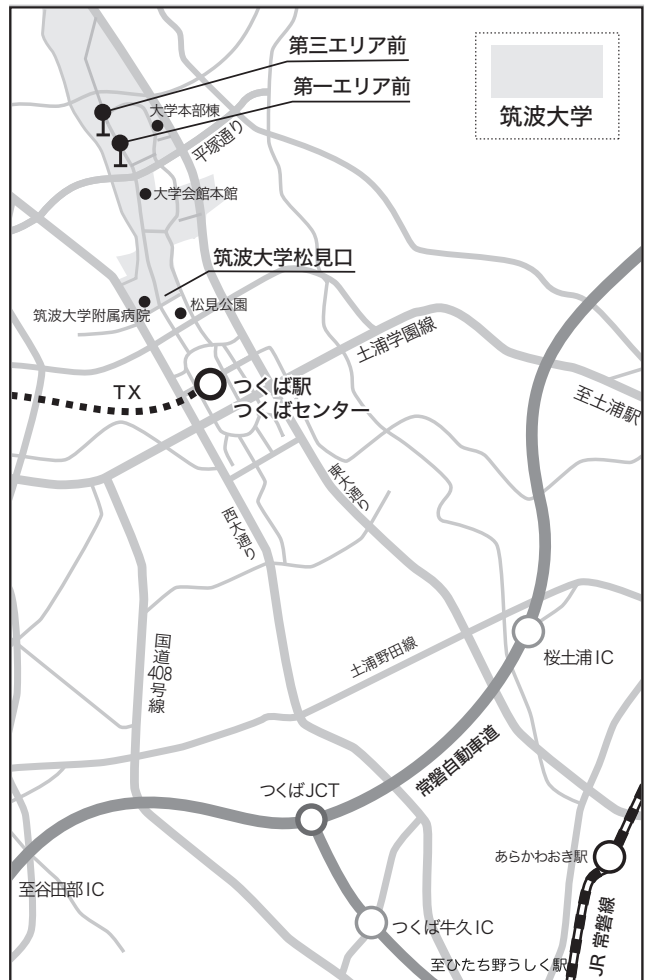 第三エリア前
第一エリア前
筑波大学
大学本部棟
平塚通り
大学会館本館
筑波大学松見口
松見公園
筑波大学附属病院
土浦学園線
TX
つくば駅
つくばセンター
至土浦駅
東大通り
西大通り
国道408号線
土浦野田線
桜土浦IC
常磐自動車道
つくばJCT
あらかわおき駅
至谷田部IC
つくば牛久IC
JR 常磐線
至ひたち野うしく駅